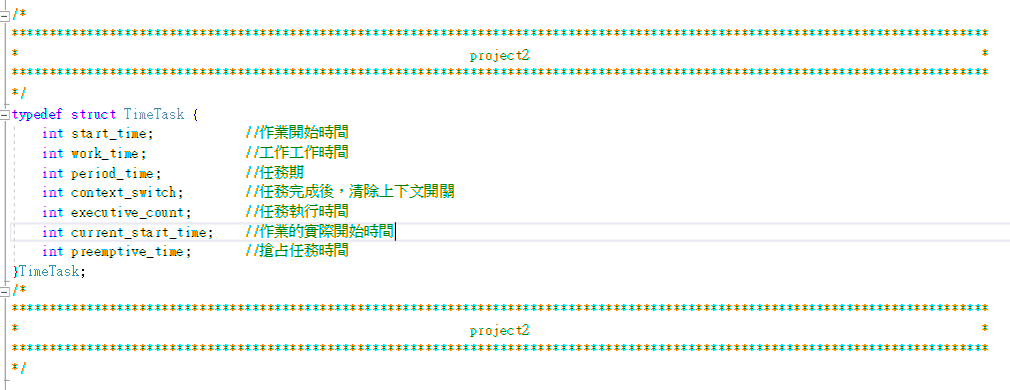 /*
***********************************************************************************************************************************
* project2 *
***********************************************************************************************************************************
*/
typedef struct TimeTask {
int start_time; //作業開始時間
int work_time; //工作工作時間
int period_time; //任務期
int context_switch; //任務完成後，清除上下文開關
int executive_count; //任務執行時間
int current_start_time; //作業的實際開始時間
int preemptive_time; //搶占任務時間
}TimeTask;
/*
***********************************************************************************************************************************
* project2 *
***********************************************************************************************************************************
*/